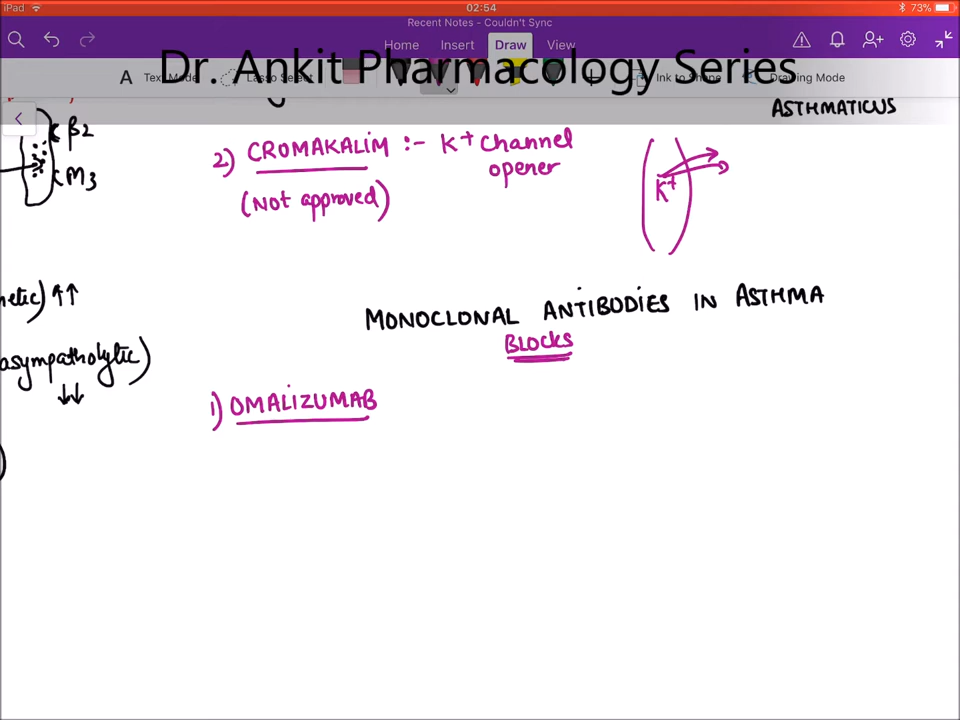 iPad 02:54 73%
Recent Notes - Couldn't Sync
Home Insert Draw View
Dr. Ankit Pharmacology Series
A Text Mode Lasso Select Ink to Shape Drawing Mode
ASTHMATICUS
β2
M3
2) CROMAKALIM :- K+ Channel
opener
(Not approved)
K+
netic) ↑↑
asympatholytic)
↓↓
MONOCLONAL ANTIBODIES IN ASTHMA
BLOCKS
1) OMALIZUMAB